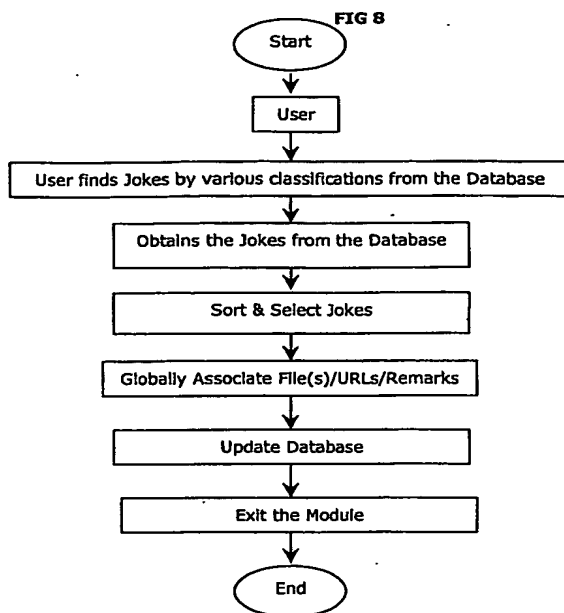 FIG 8
Start
User
User finds Jokes by various classifications from the Database
Obtains the Jokes from the Database
Sort & Select Jokes
Globally Associate File(s)/URLs/Remarks
Update Database
Exit the Module
End